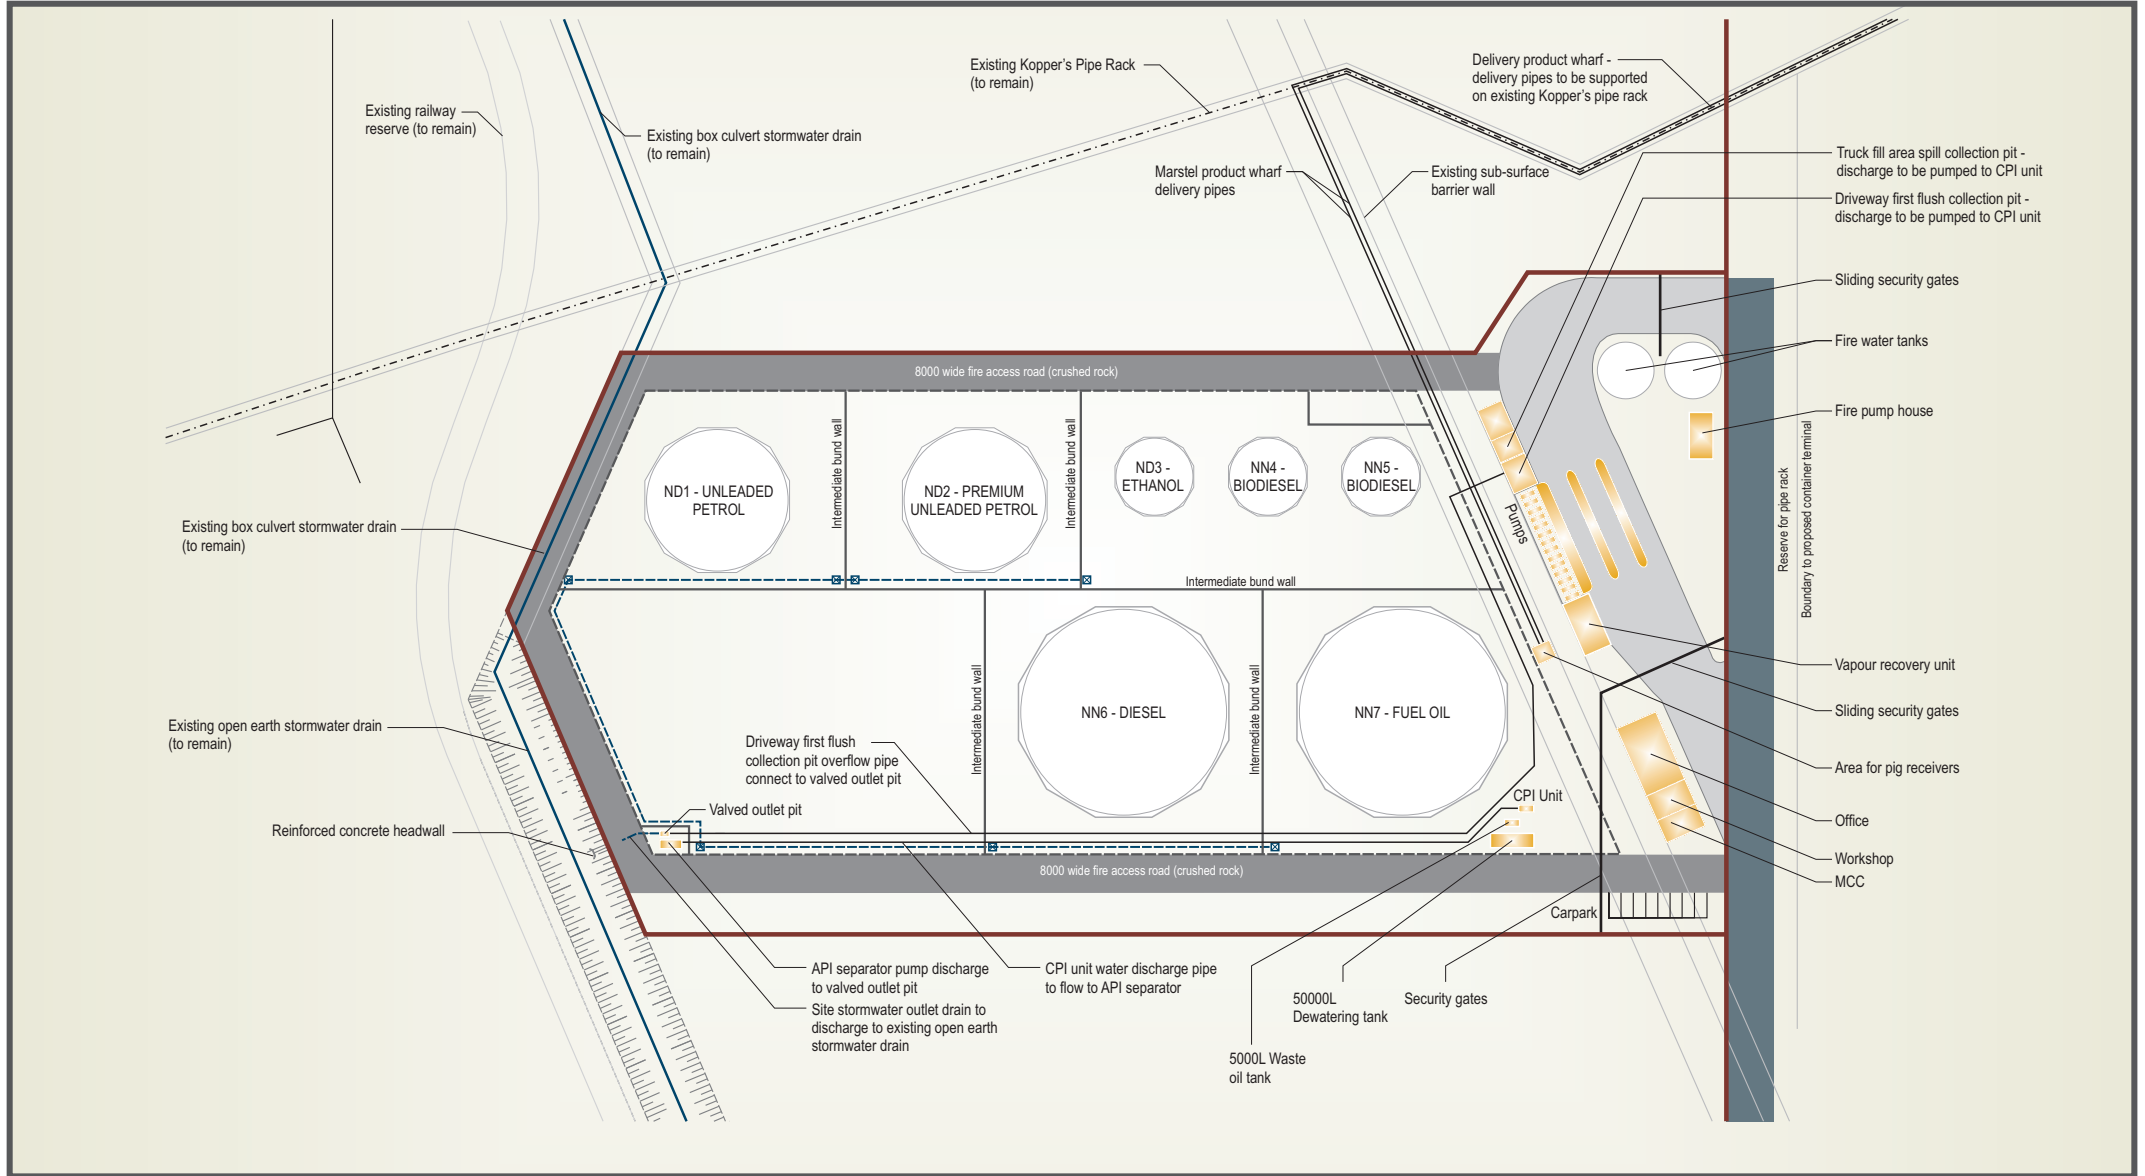 Existing Kopper's Pipe Rack
(to remain)
Delivery product wharf -
delivery pipes to be supported
on existing Kopper's pipe rack
Existing railway
reserve (to remain)
Existing box culvert stormwater drain
(to remain)
Marstel product wharf
delivery pipes
Existing sub-surface
barrier wall
Truck fill area spill collection pit -
discharge to be pumped to CPI unit
Driveway first flush collection pit -
discharge to be pumped to CPI unit
Sliding security gates
Fire water tanks
Fire pump house
8000 wide fire access road (crushed rock)
Intermediate bund wall
Intermediate bund wall
ND1 - UNLEADED
PETROL
ND2 - PREMIUM
UNLEADED PETROL
ND3 -
ETHANOL
NN4 -
BIODIESEL
NN5 -
BIODIESEL
Pumps
Reserve for pipe rack
Boundary to proposed container terminal
Existing box culvert stormwater drain
(to remain)
Intermediate bund wall
Intermediate bund wall
Intermediate bund wall
NN6 - DIESEL
NN7 - FUEL OIL
Vapour recovery unit
Sliding security gates
Area for pig receivers
Office
Workshop
MCC
Existing open earth stormwater drain
(to remain)
Driveway first flush
collection pit overflow pipe
connect to valved outlet pit
Valved outlet pit
CPI Unit
Reinforced concrete headwall
8000 wide fire access road (crushed rock)
Carpark
API separator pump discharge
to valved outlet pit
Site stormwater outlet drain to
discharge to existing open earth
stormwater drain
CPI unit water discharge pipe
to flow to API separator
50000L
Dewatering tank
Security gates
5000L Waste
oil tank